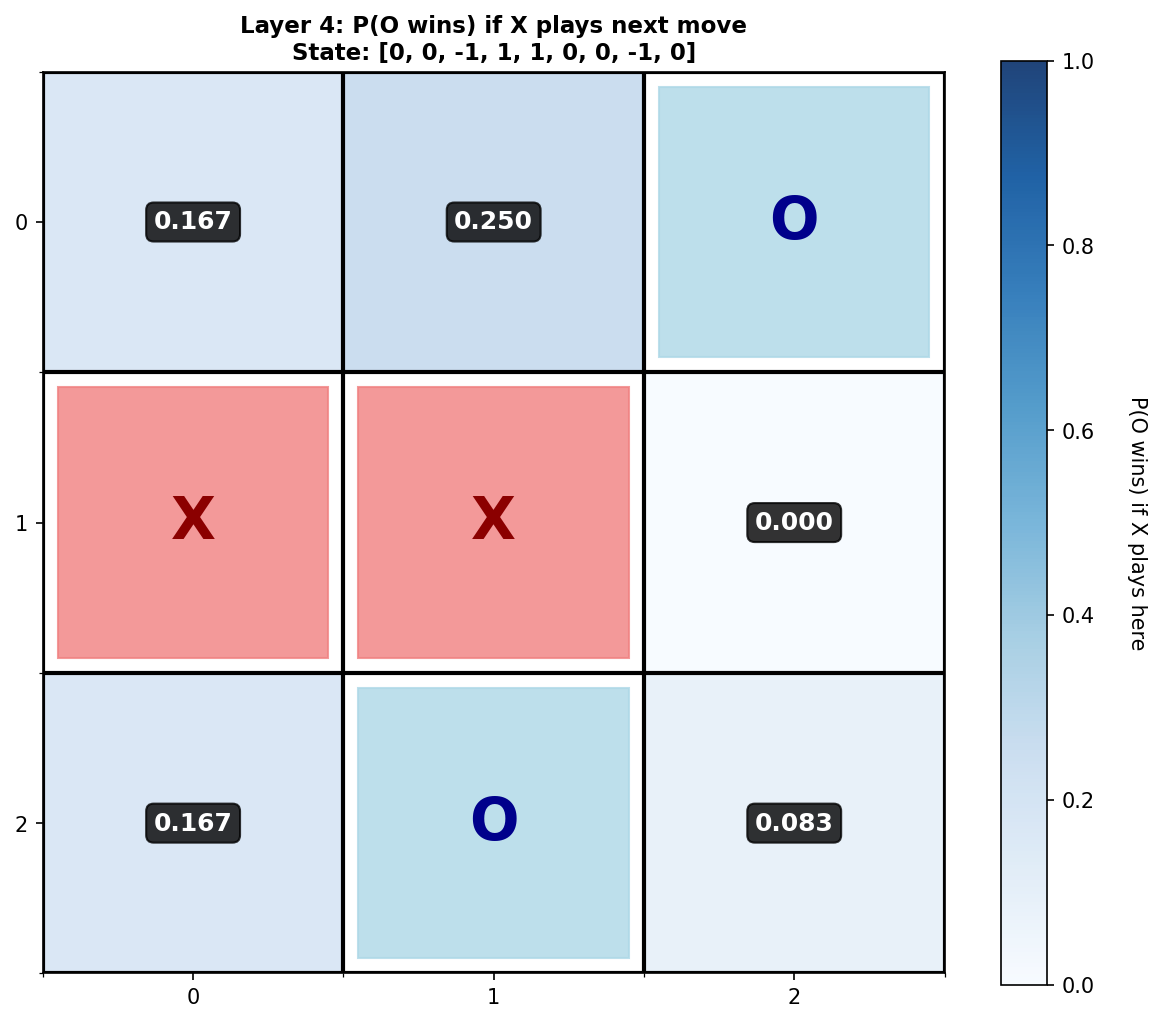 Layer 4: P(O wins) if X plays next move
State: [0, 0, -1, 1, 1, 0, 0, -1, 0]
0
0.167
0.250
O
1
X
X
0.000
2
0.167
O
0.083
0
1
2
1.0
0.8
0.6
0.4
0.2
0.0
P(O wins) if X plays here